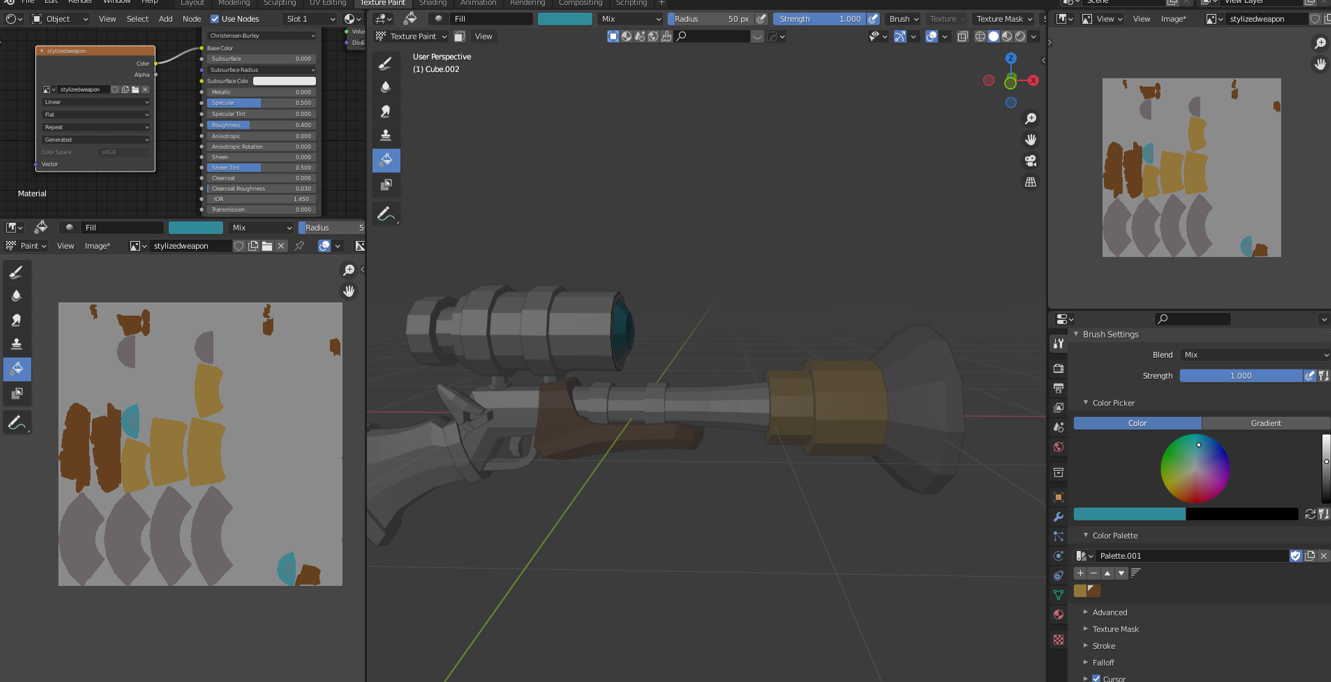 File Edit Render Window Help Layout Modeling Sculpting UV Editing Texture Paint Shading Animation Rendering Compositing Scripting + Scene View Layer
Object View Select Add Node Use Nodes Slot 1
Fill Mix Radius 50 px Strength 1.000 Brush Texture Texture Mask
View View Image* stylizedweapon
Texture Paint View
stylizedweapon
Color
Alpha
stylizedweapon
Linear
Flat
Repeat
Generated
Color Space sRGB
Vector
Material
Christensen-Burley
Base Color
Subsurface 0.000
Subsurface Radius
Subsurface Colo
Metallic 0.000
Specular 0.500
Specular Tint 0.000
Roughness 0.400
Anisotropic 0.000
Anisotropic Rotation 0.000
Sheen 0.000
Sheen Tint 0.500
Clearcoat 0.000
Clearcoat Roughness 0.030
IOR 1.450
Transmission 0.000
Volu
Disp
User Perspective
(1) Cube.002
Z
X
Fill Mix Radius 5
Paint View Image* stylizedweapon
Brush Settings
Blend Mix
Strength 1.000
Color Picker
Color Gradient
Color Palette
Palette.001
Advanced
Texture Mask
Stroke
Falloff
Cursor